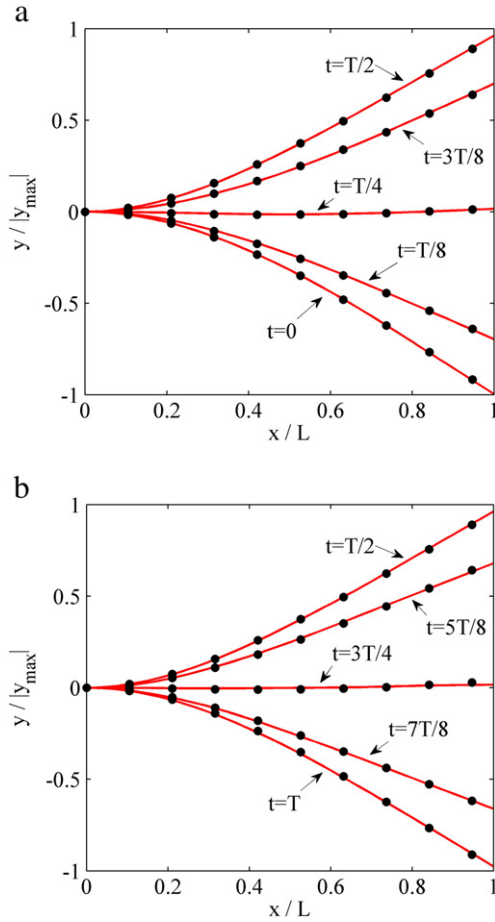 a
1
t=T/2
0.5
t=3T/8
t=T/4
0
t=T/8
-0.5
t=0
-1
0 0.2 0.4 0.6 0.8 1
x / L
y / |y_max|
b
1
t=T/2
0.5
t=5T/8
t=3T/4
0
t=7T/8
-0.5
t=T
-1
0 0.2 0.4 0.6 0.8 1
x / L
y / |y_max|